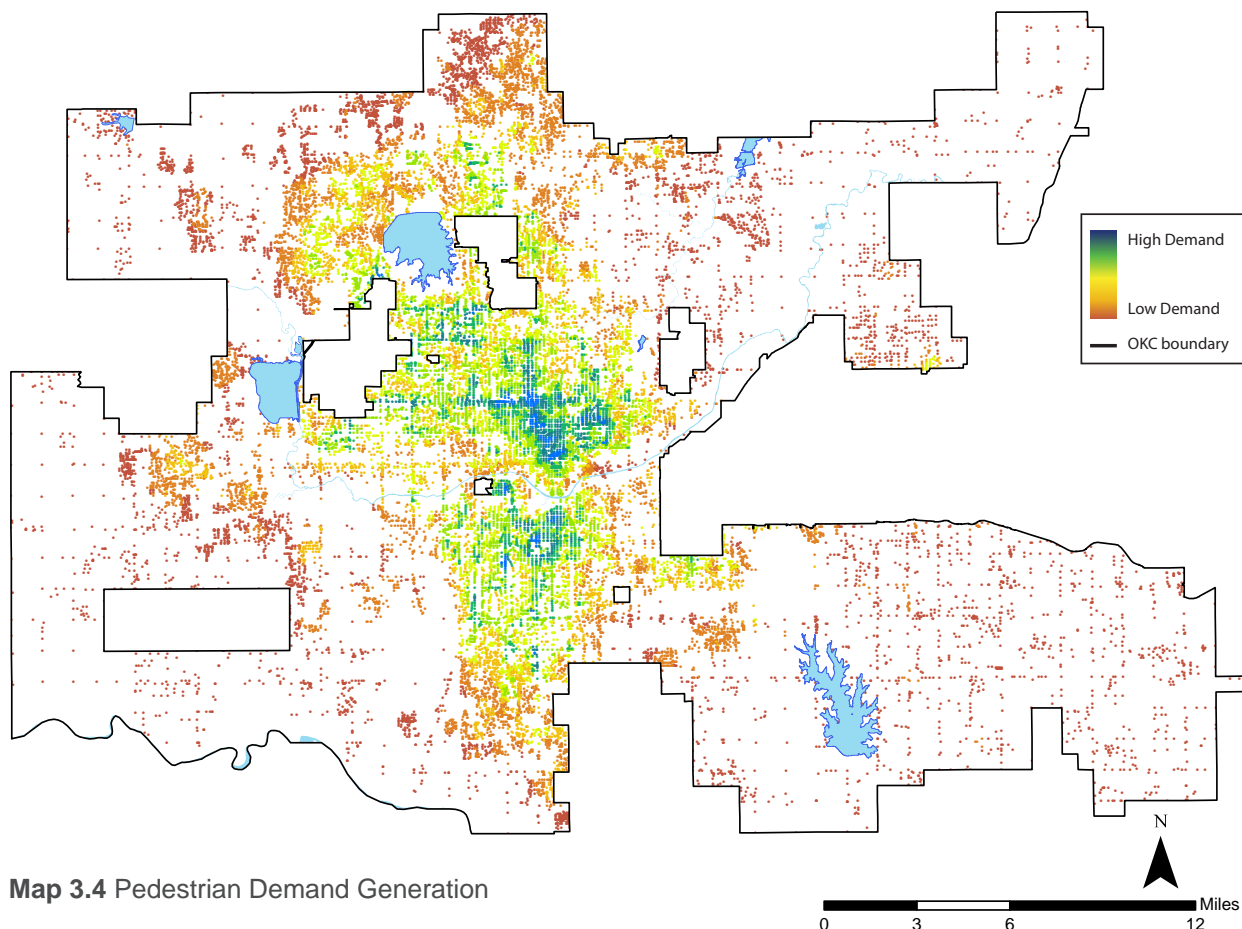 High Demand
Low Demand
OKC boundary
N
Map 3.4 Pedestrian Demand Generation
Miles
0 3 6 12